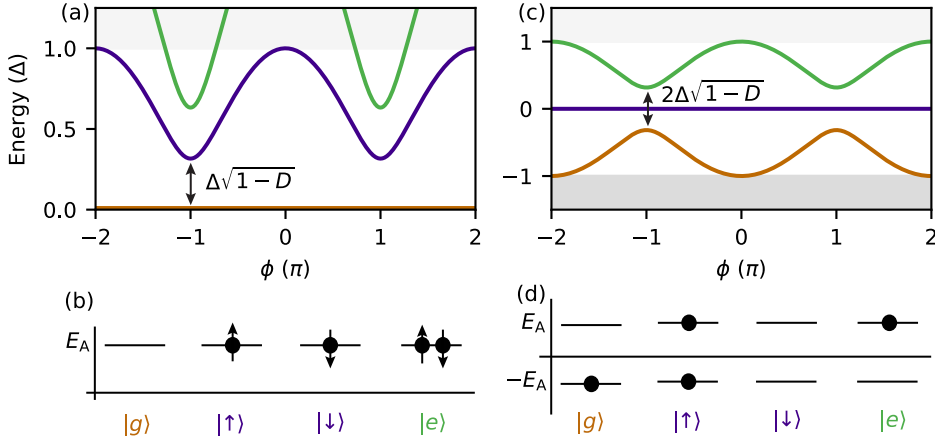 (a)
Energy (Δ)
1.0
0.5
0.0
Δ√1 − D
−2 −1 0 1 2
ϕ (π)
(c)
1
0
−1
2Δ√1 − D
−2 −1 0 1 2
ϕ (π)
(b)
E_A
|g⟩ |↑⟩ |↓⟩ |e⟩
(d)
E_A
−E_A
|g⟩ |↑⟩ |↓⟩ |e⟩